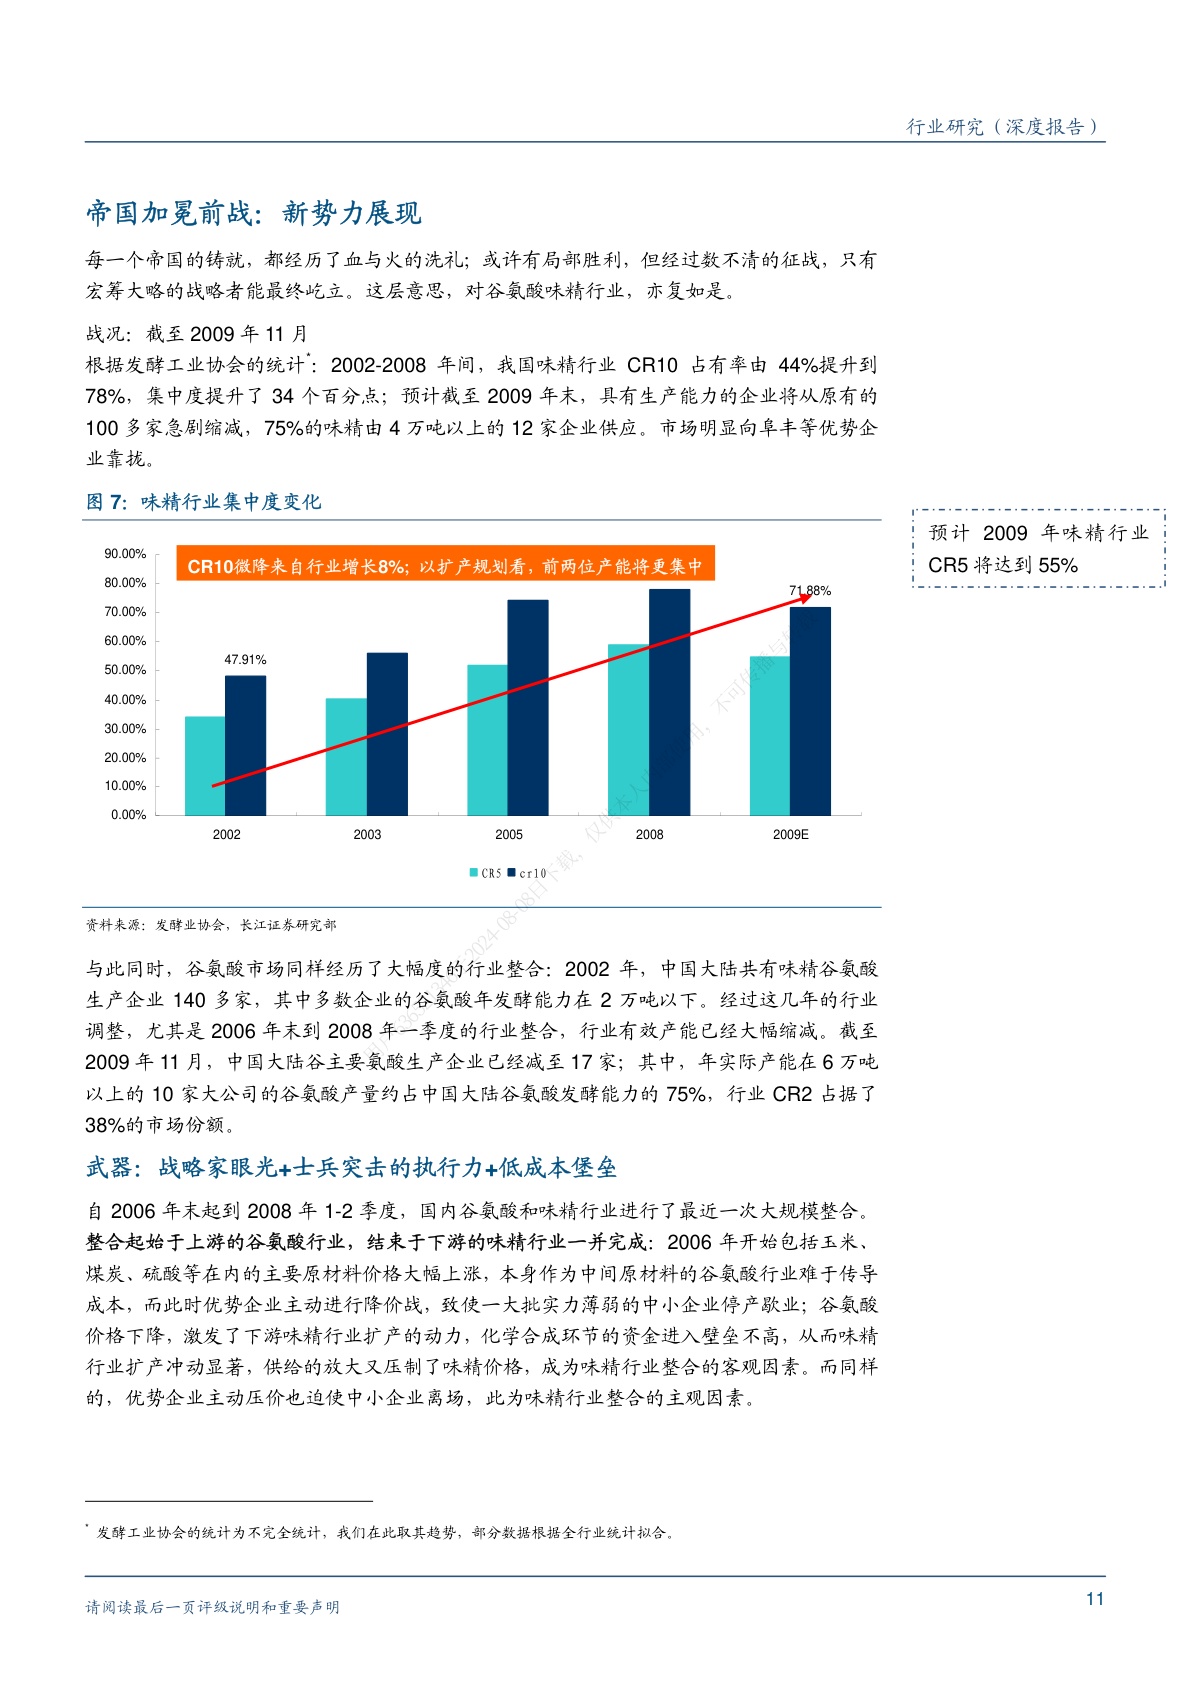 行业研究（深度报告）
帝国加冕前战：新势力展现
每一个帝国的铸就，都经历了血与火的洗礼；或许有局部胜利，但经过数不清的征战，只有
宏筹大略的战略者能最终屹立。这层意思，对谷氨酸味精行业，亦复如是。
战况：截至 2009 年 11 月
根据发酵工业协会的统计*：2002-2008 年间，我国味精行业 CR10 占有率由 44%提升到
78%，集中度提升了 34 个百分点；预计截至 2009 年末，具有生产能力的企业将从原有的
100 多家急剧缩减，75%的味精由 4 万吨以上的 12 家企业供应。市场明显向阜丰等优势企
业靠拢。
图 7：味精行业集中度变化
预计 2009 年味精行业
CR5 将达到 55%
CR10微降来自行业增长8%；以扩产规划看，前两位产能将更集中
90.00%
80.00%
70.00%
60.00%
50.00%
40.00%
30.00%
20.00%
10.00%
0.00%
47.91%
71.88%
2002 2003 2005 2008 2009E
CR5 cr10
资料来源：发酵业协会，长江证券研究部
与此同时，谷氨酸市场同样经历了大幅度的行业整合：2002 年，中国大陆共有味精谷氨酸
生产企业 140 多家，其中多数企业的谷氨酸年发酵能力在 2 万吨以下。经过这几年的行业
调整，尤其是 2006 年末到 2008 年一季度的行业整合，行业有效产能已经大幅缩减。截至
2009 年 11 月，中国大陆谷主要氨酸生产企业已经减至 17 家；其中，年实际产能在 6 万吨
以上的 10 家大公司的谷氨酸产量约占中国大陆谷氨酸发酵能力的 75%，行业 CR2 占据了
38%的市场份额。
武器：战略家眼光+士兵突击的执行力+低成本堡垒
自 2006 年末起到 2008 年 1-2 季度，国内谷氨酸和味精行业进行了最近一次大规模整合。
整合起始于上游的谷氨酸行业，结束于下游的味精行业一并完成：2006 年开始包括玉米、
煤炭、硫酸等在内的主要原材料价格大幅上涨，本身作为中间原材料的谷氨酸行业难于传导
成本，而此时优势企业主动进行降价战，致使一大批实力薄弱的中小企业停产歇业；谷氨酸
价格下降，激发了下游味精行业扩产的动力，化学合成环节的资金进入壁垒不高，从而味精
行业扩产冲动显著，供给的放大又压制了味精价格，成为味精行业整合的客观因素。而同样
的，优势企业主动压价也迫使中小企业离场，此为味精行业整合的主观因素。
* 发酵工业协会的统计为不完全统计，我们在此取其趋势，部分数据根据全行业统计拟合。
请阅读最后一页评级说明和重要声明
11